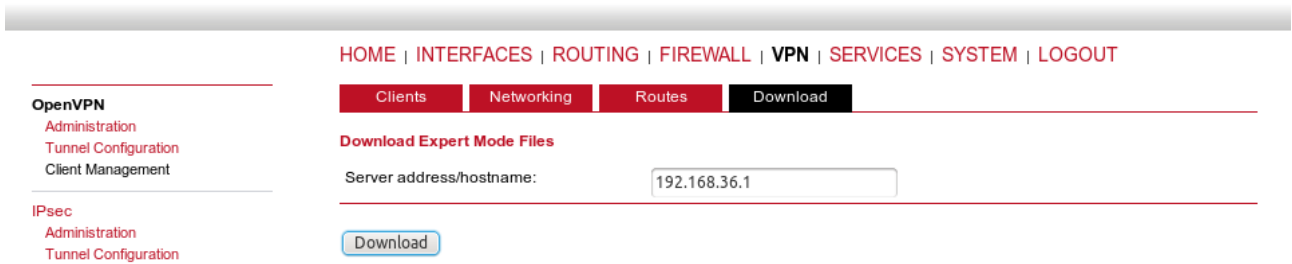 HOME | INTERFACES | ROUTING | FIREWALL | VPN | SERVICES | SYSTEM | LOGOUT
OpenVPN
Administration
Tunnel Configuration
Client Management
IPsec
Administration
Tunnel Configuration
Clients Networking Routes Download
Download Expert Mode Files
Server address/hostname: 192.168.36.1
Download